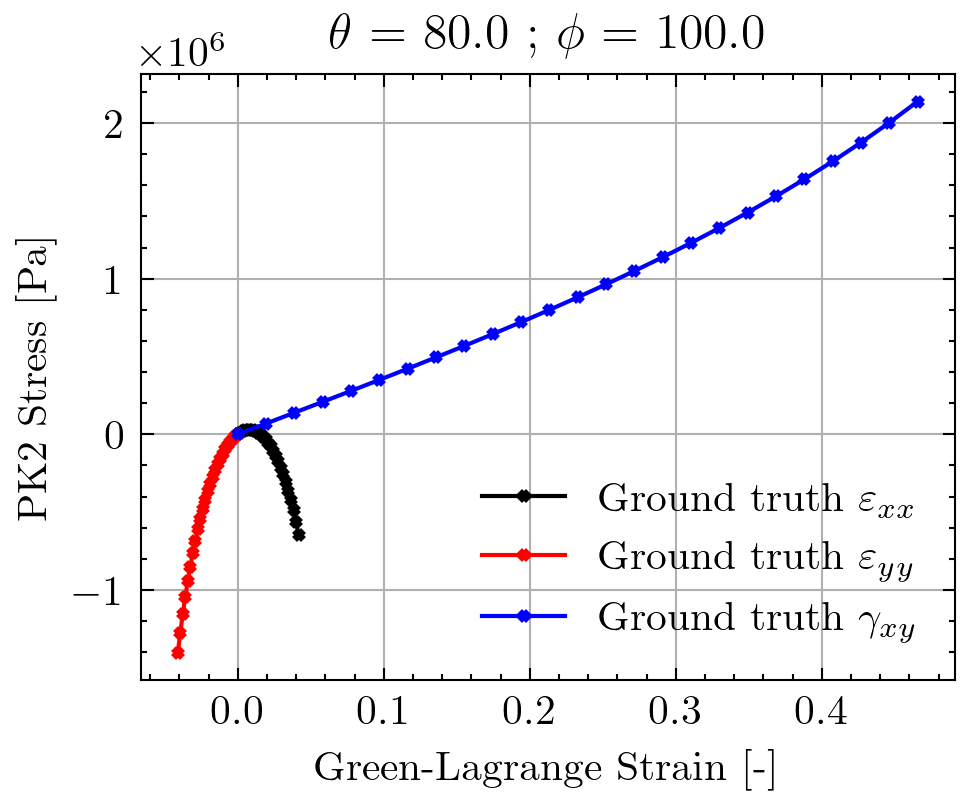 θ = 80.0 ; ϕ = 100.0
×10⁶
2
1
0
−1
PK2 Stress [Pa]
Ground truth εₓₓ
Ground truth ε_yy
Ground truth γ_xy
0.0 0.1 0.2 0.3 0.4
Green-Lagrange Strain [-]